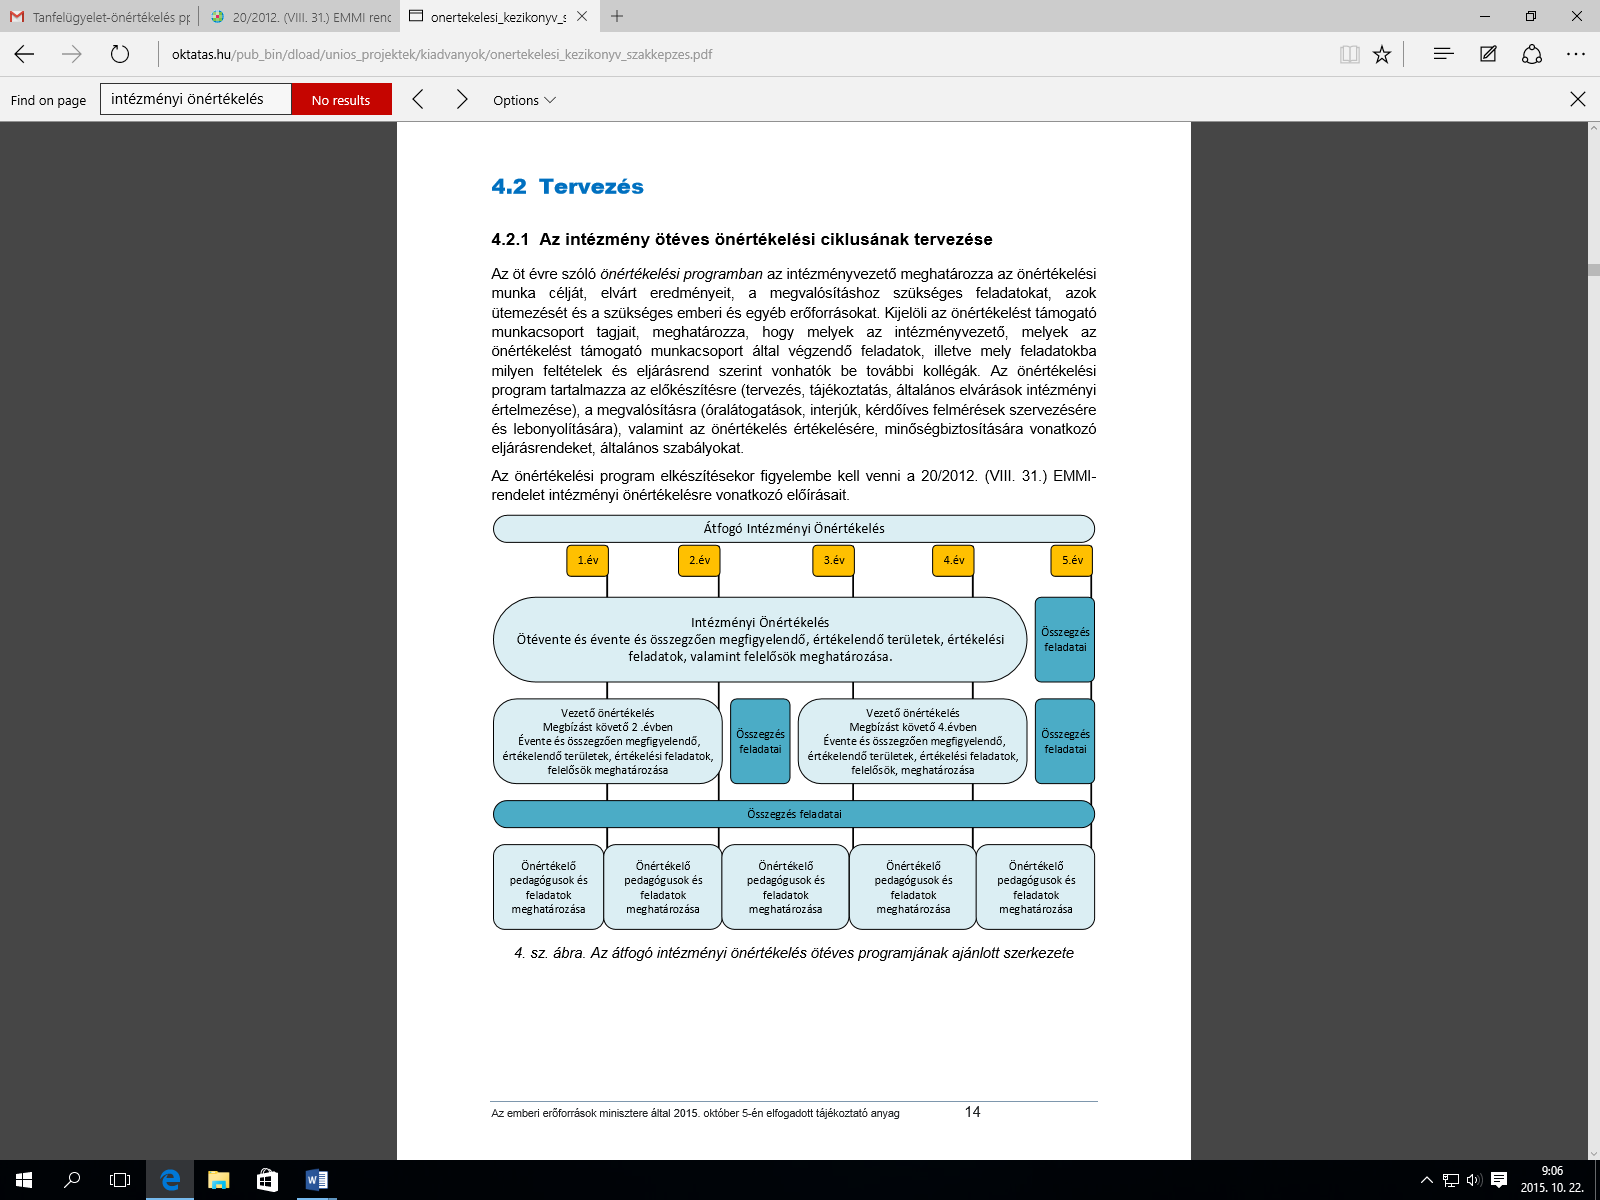 Tanfelügyelet-önértékelés pp
20/2012. (VIII. 31.) EMMI renc
onertekelesi_kezikonyv_s
oktatas.hu/pub_bin/dload/unios_projektek/kiadvanyok/onertekelesi_kezikonyv_szakkepzes.pdf
Find on page
intézményi önértékelés
No results
Options
4.2 Tervezés
4.2.1 Az intézmény ötéves önértékelési ciklusának tervezése
Az öt évre szóló önértékelési programban az intézményvezető meghatározza az önértékelési
munka célját, elvárt eredményeit, a megvalósításhoz szükséges feladatokat, azok
ütemezését és a szükséges emberi és egyéb erőforrásokat. Kijelöli az önértékelést támogató
munkacsoport tagjait, meghatározza, hogy melyek az intézményvezető, melyek az
önértékelést támogató munkacsoport által végzendő feladatok, illetve mely feladatokba
milyen feltételek és eljárásrend szerint vonhatók be további kollégák. Az önértékelési
program tartalmazza az előkészítésre (tervezés, tájékoztatás, általános elvárások intézményi
értelmezése), a megvalósításra (óralátogatások, interjúk, kérdőíves felmérések szervezésére
és lebonyolítására), valamint az önértékelés értékelésére, minőségbiztosítására vonatkozó
eljárásrendeket, általános szabályokat.
Az önértékelési program elkészítésekor figyelembe kell venni a 20/2012. (VIII. 31.) EMMI-
rendelet intézményi önértékelésre vonatkozó előírásait.
Átfogó Intézményi Önértékelés
1.év
2.év
3.év
4.év
5.év
Intézményi Önértékelés
Ötévente és évente és összegzően megfigyelendő, értékelendő területek, értékelési
feladatok, valamint felelősök meghatározása.
Összegzés
feladatai
Vezető önértékelés
Megbízást követő 2 .évben
Évente és összegzően megfigyelendő,
értékelendő területek, értékelési feladatok,
felelősök meghatározása
Összegzés
feladatai
Vezető önértékelés
Megbízást követő 4.évben
Évente és összegzően megfigyelendő,
értékelendő területek, értékelési feladatok,
felelősök, meghatározása
Összegzés
feladatai
Összegzés feladatai
Önértékelő
pedagógusok és
feladatok
meghatározása
Önértékelő
pedagógusok és
feladatok
meghatározása
Önértékelő
pedagógusok és
feladatok
meghatározása
Önértékelő
pedagógusok és
feladatok
meghatározása
Önértékelő
pedagógusok és
feladatok
meghatározása
4. sz. ábra. Az átfogó intézményi önértékelés ötéves programjának ajánlott szerkezete
Az emberi erőforrások minisztere által 2015. október 5-én elfogadott tájékoztató anyag
14
9:06
2015. 10. 22.